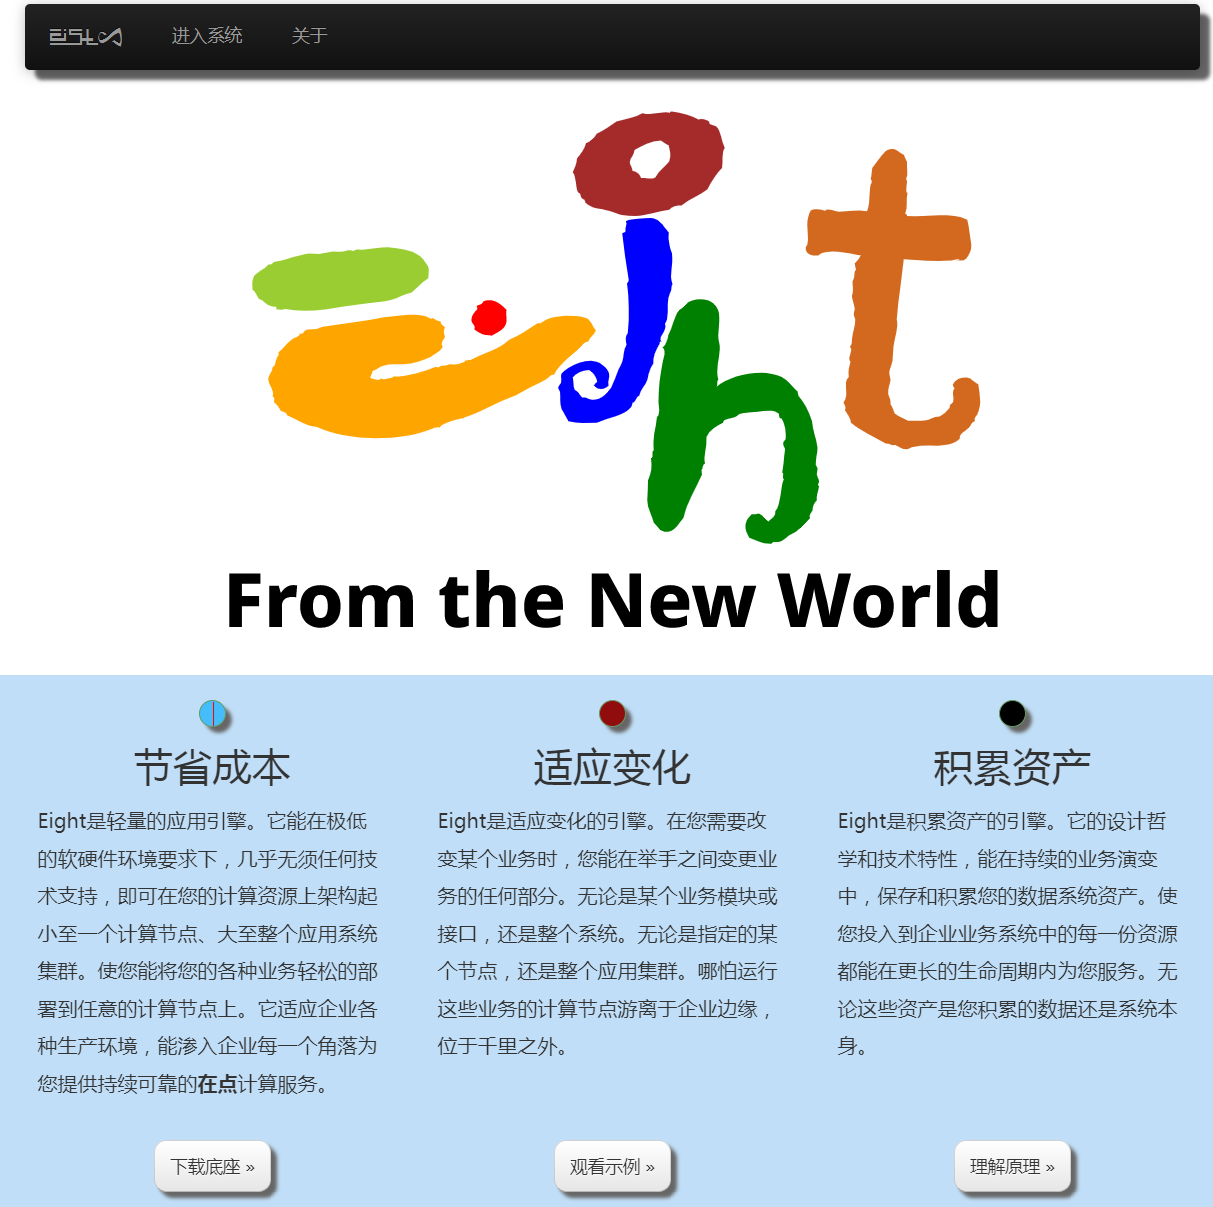 进入系统 关于
eight
From the New World
节省成本
Eight是轻量的应用引擎。它能在极低
的软硬件环境要求下，几乎无须任何技
术支持，即可在您的计算资源上架构起
小至一个计算节点、大至整个应用系统
集群。使您能将您的各种业务轻松的部
署到任意的计算节点上。它适应企业各
种生产环境，能渗入企业每一个角落为
您提供持续可靠的在点计算服务。
下载底座 »
适应变化
Eight是适应变化的引擎。在您需要改
变某个业务时，您能在举手之间变更业
务的任何部分。无论是某个业务模块或
接口，还是整个系统。无论是指定的某
个节点，还是整个应用集群。哪怕运行
这些业务的计算节点游离于企业边缘，
位于千里之外。
观看示例 »
积累资产
Eight是积累资产的引擎。它的设计哲
学和技术特性，能在持续的业务演变
中，保存和积累您的数据系统资产。使
您投入到企业业务系统中的每一份资源
都能在更长的生命周期内为您服务。无
论这些资产是您积累的数据还是系统本
身。
理解原理 »